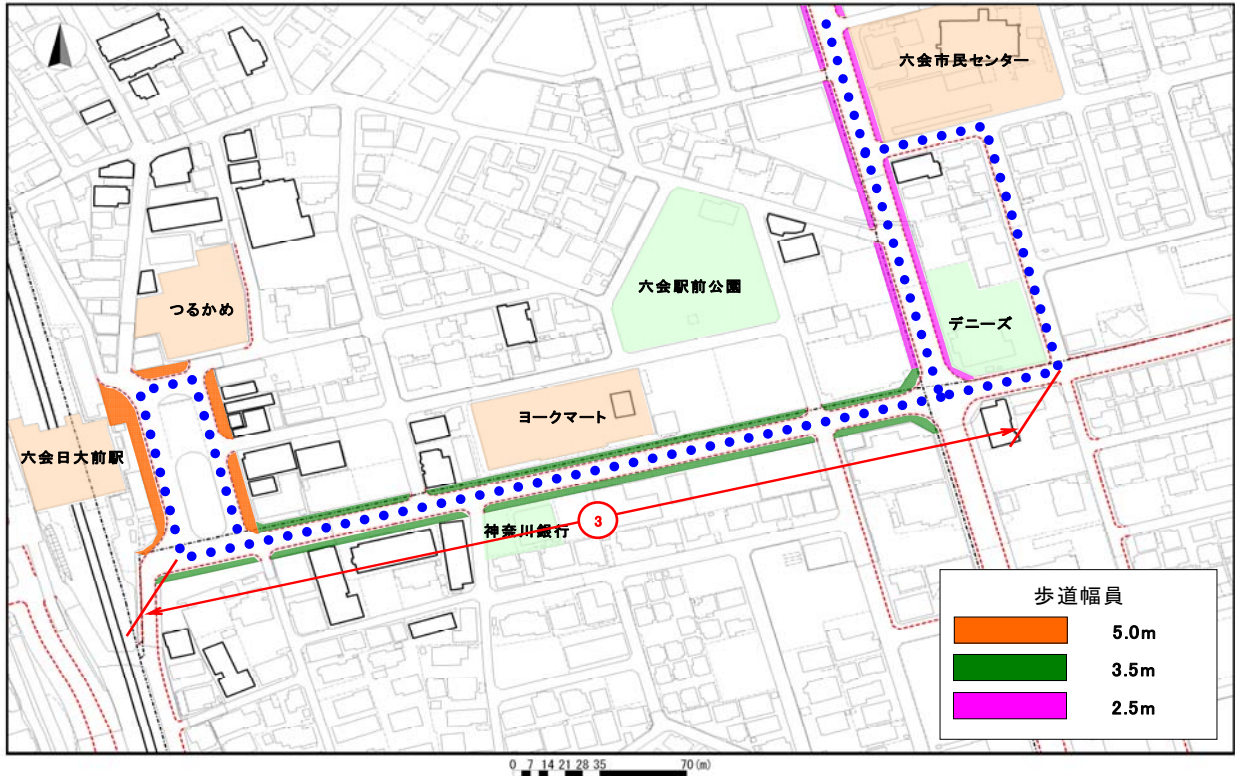 六会市民センター
六会駅前公園
つるかめ
デニーズ
ヨークマート
六会日大前駅
神奈川銀行
3
歩道幅員
5.0m
3.5m
2.5m
0 7 14 21 28 35 70 (m)